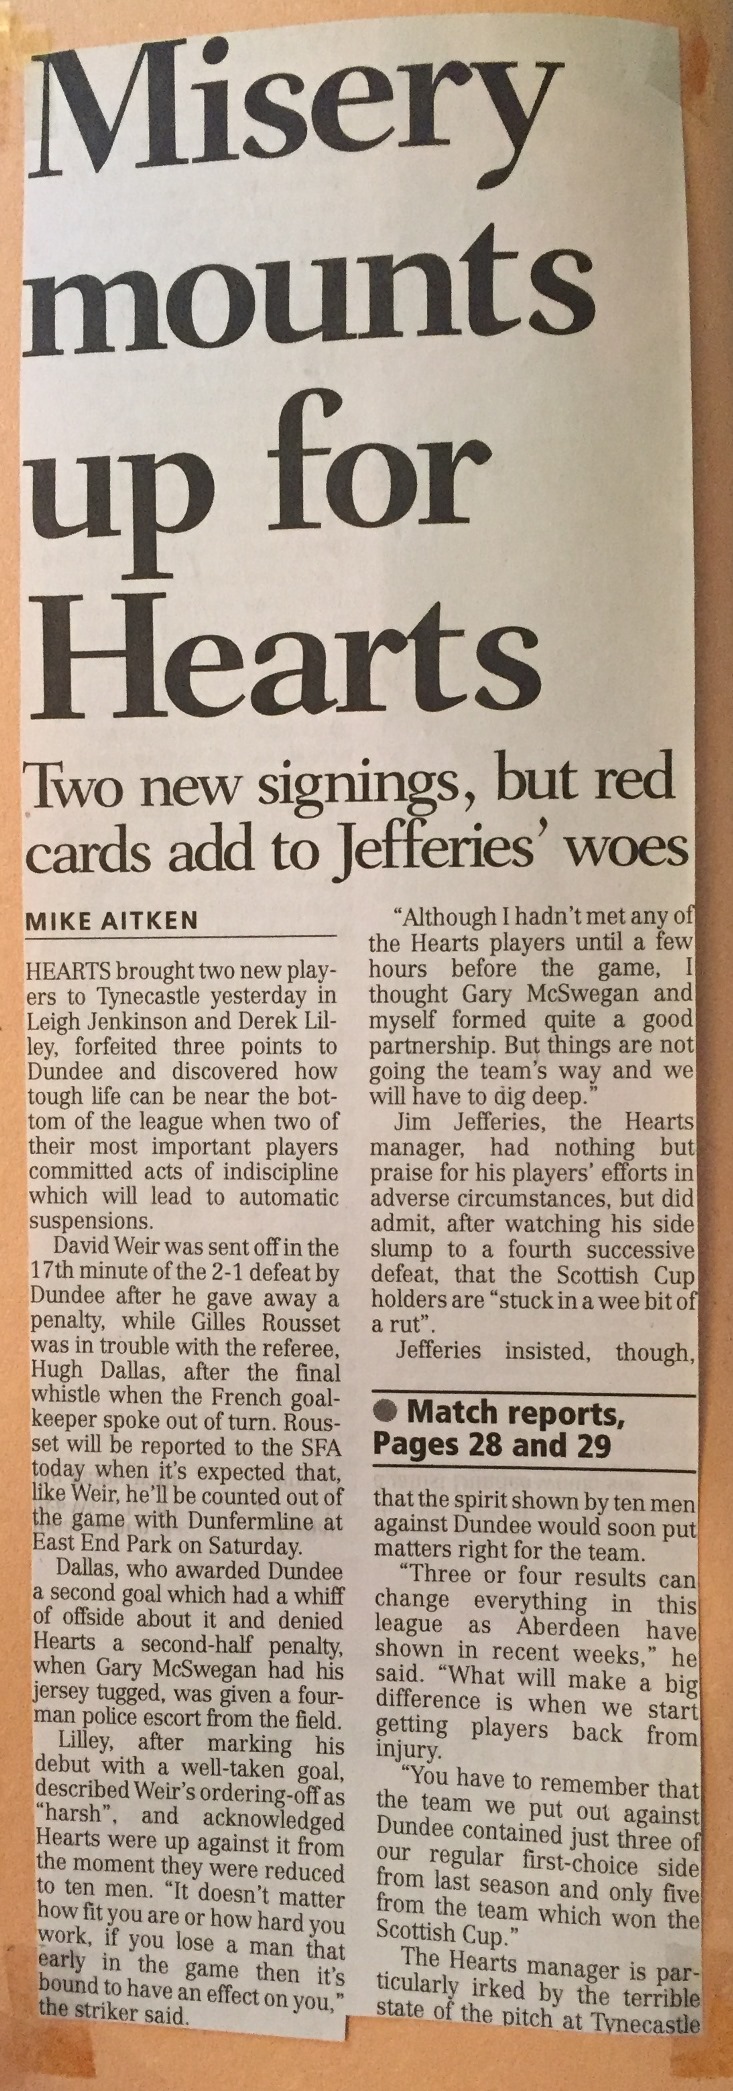 Misery
mounts
up for
Hearts
Two new signings, but red
cards add to Jefferies' woes
MIKE AITKEN
HEARTS brought two new play-
ers to Tynecastle yesterday in
Leigh Jenkinson and Derek Lil-
ley, forfeited three points to
Dundee and discovered how
tough life can be near the bot-
tom of the league when two of
their most important players
committed acts of indiscipline
which will lead to automatic
suspensions.
David Weir was sent off in the
17th minute of the 2-1 defeat by
Dundee after he gave away a
penalty, while Gilles Rousset
was in trouble with the referee,
Hugh Dallas, after the final
whistle when the French goal-
keeper spoke out of turn. Rous-
set will be reported to the SFA
today when it's expected that,
like Weir, he'll be counted out of
the game with Dunfermline at
East End Park on Saturday.
Dallas, who awarded Dundee
a second goal which had a whiff
of offside about it and denied
Hearts a second-half penalty,
when Gary McSwegan had his
jersey tugged, was given a four-
man police escort from the field.
Lilley, after marking his
debut with a well-taken goal,
described Weir's ordering-off as
"harsh", and acknowledged
Hearts were up against it from
the moment they were reduced
to ten men. "It doesn't matter
how fit you are or how hard you
work, if you lose a man that
early in the game then it's
bound to have an effect on you,"
the striker said.
"Although I hadn't met any of
the Hearts players until a few
hours before the game, I
thought Gary McSwegan and
myself formed quite a good
partnership. But things are not
going the team's way and we
will have to dig deep."
Jim Jefferies, the Hearts
manager, had nothing but
praise for his players' efforts in
adverse circumstances, but did
admit, after watching his side
slump to a fourth successive
defeat, that the Scottish Cup
holders are "stuck in a wee bit of
a rut".
Jefferies insisted, though,
● Match reports,
Pages 28 and 29
that the spirit shown by ten men
against Dundee would soon put
matters right for the team.
"Three or four results can
change everything in this
league as Aberdeen have
shown in recent weeks," he
said. "What will make a big
difference is when we start
getting players back from
injury.
"You have to remember that
the team we put out against
Dundee contained just three of
our regular first-choice side
from last season and only five
from the team which won the
Scottish Cup."
The Hearts manager is par-
ticularly irked by the terrible
state of the pitch at Tynecastle